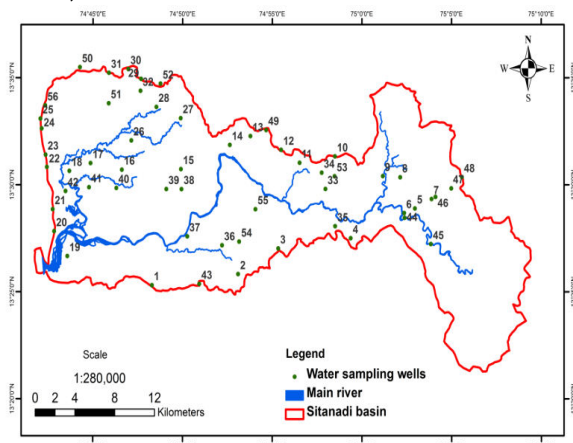 74°45'0"E 74°50'0"E 74°55'0"E 75°0'0"E 75°5'0"E 75°10'0"E
N
W E
S
50 31 30
29
32 52
56 51
25 28
24 27 49
26 14 13
12
23 17 11 10
22 18 16 15 34 53 9 8 48
42 41 40 39 38 33 47
7
21 5 46
55 6
44
20 37 35
36 54 4 45
19 3
1 43 2
Scale
1:280,000
0 2 4 8 12
Kilometers
Legend
Water sampling wells
Main river
Sitanadi basin
13°30'0"N
13°25'0"N
13°20'0"N